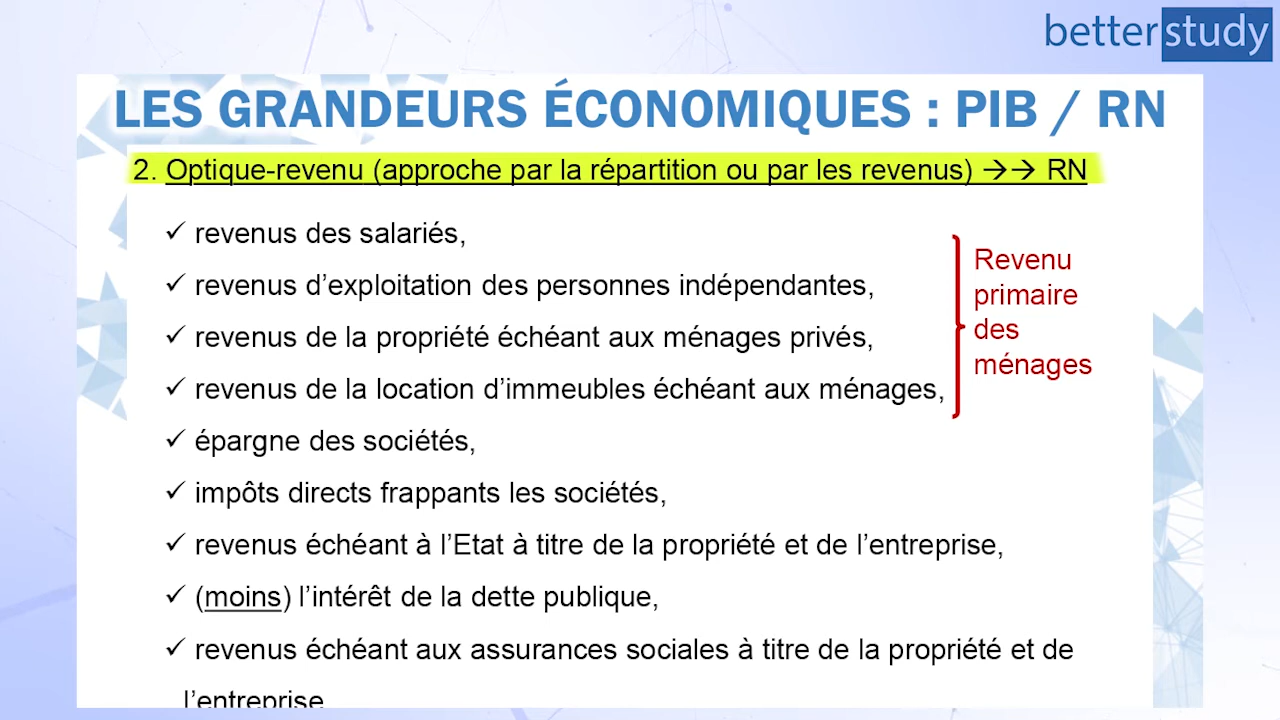 betterstudy
LES GRANDEURS ÉCONOMIQUES : PIB / RN
2. Optique-revenu (approche par la répartition ou par les revenus) →→ RN
✓ revenus des salariés,
✓ revenus d’exploitation des personnes indépendantes,
✓ revenus de la propriété échéant aux ménages privés,
✓ revenus de la location d’immeubles échéant aux ménages,
Revenu
primaire
des
ménages
✓ épargne des sociétés,
✓ impôts directs frappants les sociétés,
✓ revenus échéant à l’Etat à titre de la propriété et de l’entreprise,
✓ (moins) l’intérêt de la dette publique,
✓ revenus échéant aux assurances sociales à titre de la propriété et de
l’entreprise